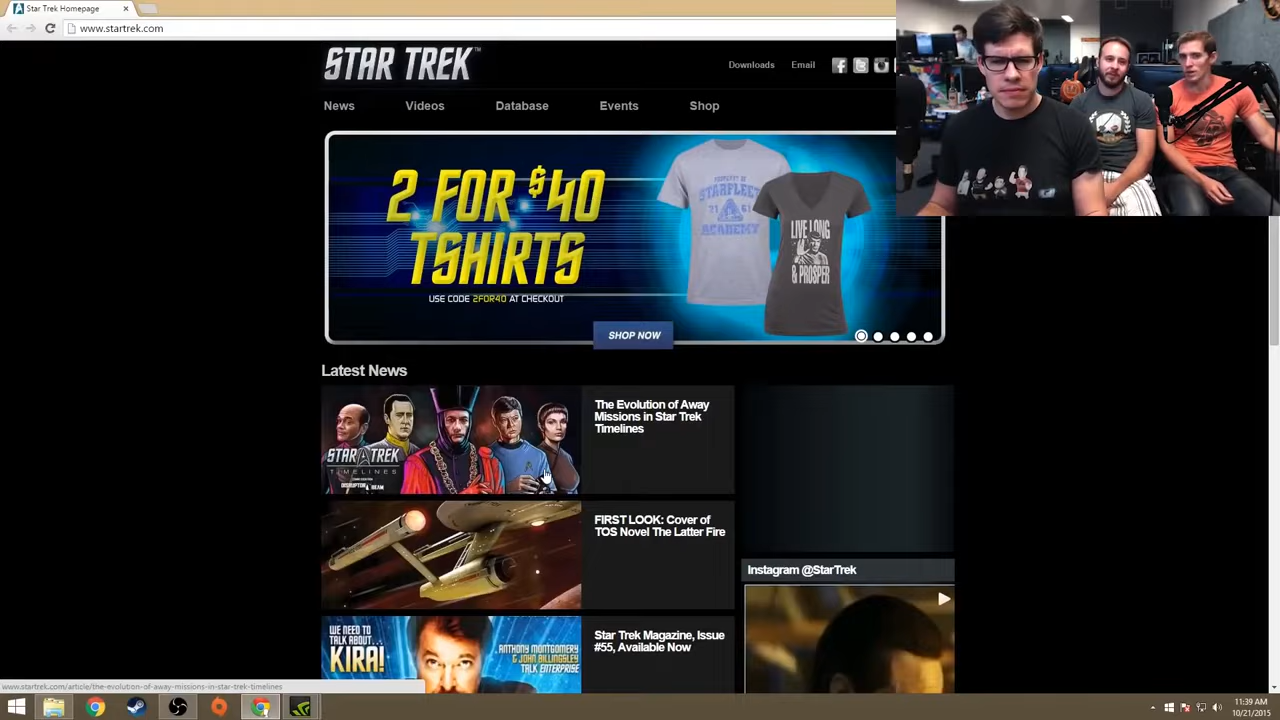 Star Trek Homepage
www.startrek.com
STAR TREK™
Downloads
Email
News
Videos
Database
Events
Shop
2 FOR $40
TSHIRTS
USE CODE 2FOR40 AT CHECKOUT
PROPERTY OF
STARFLEET
ACADEMY
LIVE LONG
& PROSPER
SHOP NOW
Latest News
STAR TREK
TIMELINES
The Evolution of Away
Missions in Star Trek
Timelines
FIRST LOOK: Cover of
TOS Novel The Latter Fire
Instagram @StarTrek
WE NEED TO
TALK ABOUT...
KIRA!
ANTHONY MONTGOMERY
& JOHN BILLINGSLEY
TALK ENTERPRISE
Star Trek Magazine, Issue
#55, Available Now
www.startrek.com/article/the-evolution-of-away-missions-in-star-trek-timelines
11:39 AM
10/21/2015